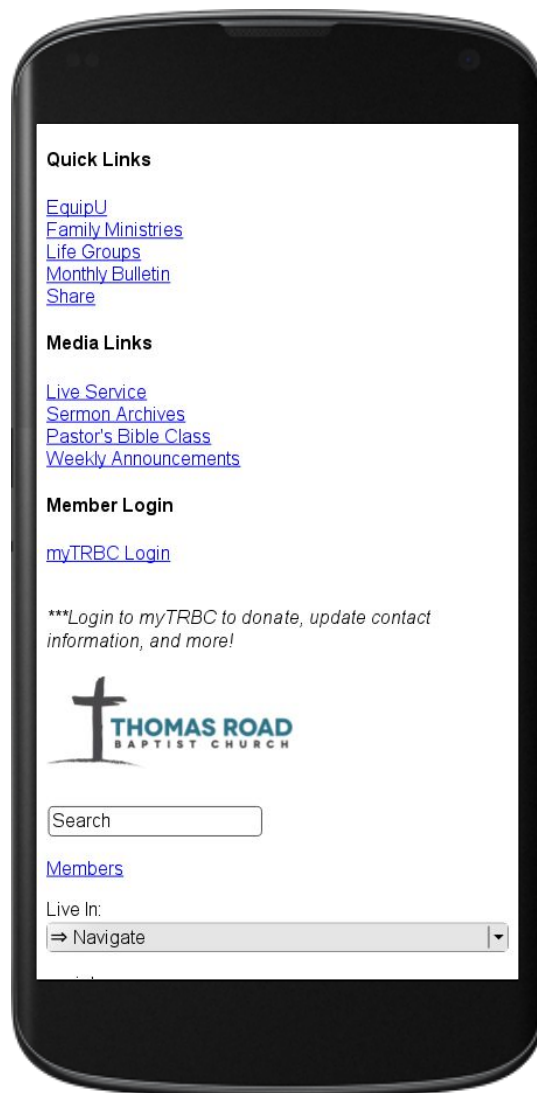 Quick Links
EquipU
Family Ministries
Life Groups
Monthly Bulletin
Share
Media Links
Live Service
Sermon Archives
Pastor's Bible Class
Weekly Announcements
Member Login
myTRBC Login
***Login to myTRBC to donate, update contact
information, and more!
THOMAS ROAD
BAPTIST CHURCH
Search
Members
Live In:
⇒ Navigate